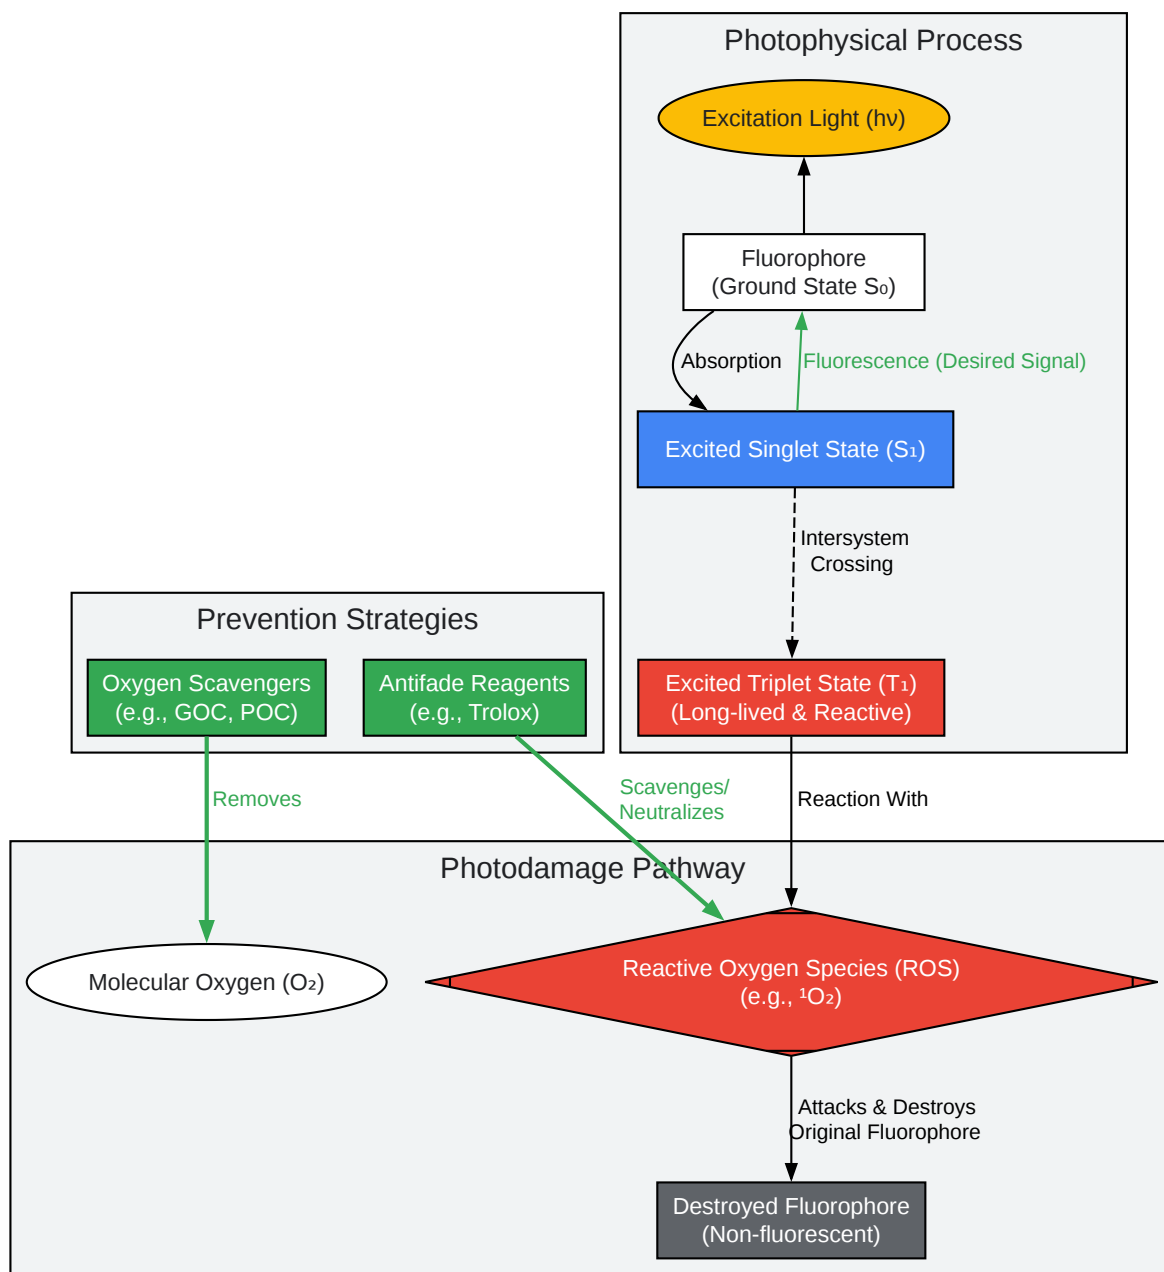 Photophysical Process
Excitation Light (hν)
Fluorophore
(Ground State S₀)
Absorption
Fluorescence (Desired Signal)
Excited Singlet State (S₁)
Intersystem
Crossing
Excited Triplet State (T₁)
(Long-lived & Reactive)
Prevention Strategies
Oxygen Scavengers
(e.g., GOC, POC)
Antifade Reagents
(e.g., Trolox)
Removes
Scavenges/
Neutralizes
Reaction With
Photodamage Pathway
Molecular Oxygen (O₂)
Reactive Oxygen Species (ROS)
(e.g., ¹O₂)
Attacks & Destroys
Original Fluorophore
Destroyed Fluorophore
(Non-fluorescent)